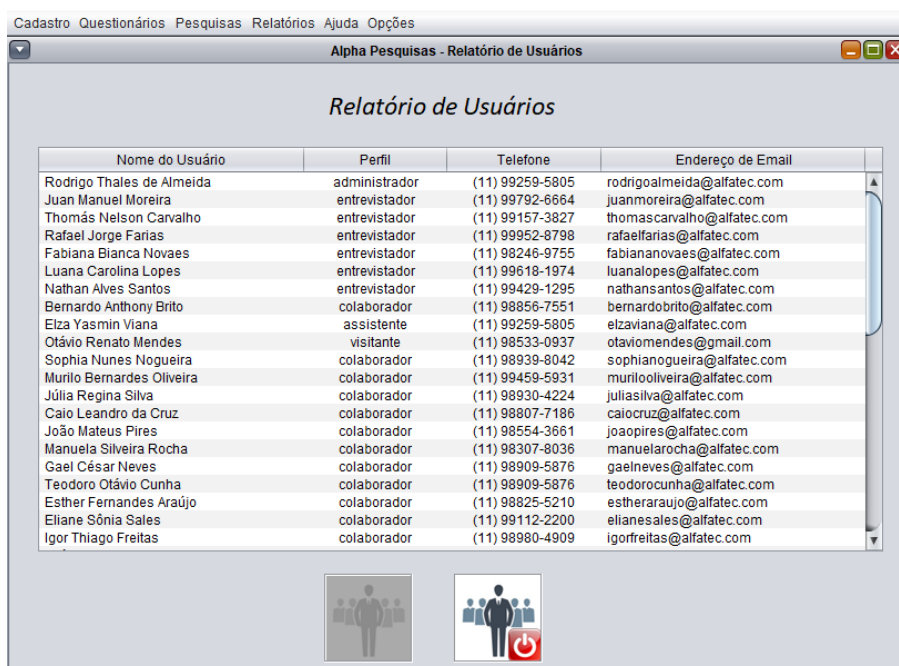 Cadastro Questionários Pesquisas Relatórios Ajuda Opções
Alpha Pesquisas - Relatório de Usuários
Relatório de Usuários
Nome do Usuário Perfil Telefone Endereço de Email
Rodrigo Thales de Almeida administrador (11) 99259-5805 rodrigoalmeida@alfatec.com
Juan Manuel Moreira entrevistador (11) 99792-6664 juanmoreira@alfatec.com
Thomás Nelson Carvalho entrevistador (11) 99157-3827 thomascarvalho@alfatec.com
Rafael Jorge Farias entrevistador (11) 99952-8798 rafaelfarias@alfatec.com
Fabiana Bianca Novaes entrevistador (11) 98246-9755 fabiananovaes@alfatec.com
Luana Carolina Lopes entrevistador (11) 99618-1974 luanalopes@alfatec.com
Nathan Alves Santos entrevistador (11) 99429-1295 nathansantos@alfatec.com
Bernardo Anthony Brito colaborador (11) 98856-7551 bernardobrito@alfatec.com
Elza Yasmin Viana assistente (11) 99259-5805 elzaviana@alfatec.com
Otávio Renato Mendes visitante (11) 98533-0937 otaviomendes@gmail.com
Sophia Nunes Nogueira colaborador (11) 98939-8042 sophianogueira@alfatec.com
Murilo Bernardes Oliveira colaborador (11) 99459-5931 murilooliveira@alfatec.com
Júlia Regina Silva colaborador (11) 98930-4224 juliasilva@alfatec.com
Caio Leandro da Cruz colaborador (11) 98807-7186 caiocruz@alfatec.com
João Mateus Pires colaborador (11) 98554-3661 joaopires@alfatec.com
Manuela Silveira Rocha colaborador (11) 98307-8036 manuelarocha@alfatec.com
Gael César Neves colaborador (11) 98909-5876 gaelneves@alfatec.com
Teodoro Otávio Cunha colaborador (11) 98909-5876 teodorocunha@alfatec.com
Esther Fernandes Araújo colaborador (11) 98825-5210 estheraraujo@alfatec.com
Eliane Sônia Sales colaborador (11) 99112-2200 elianesales@alfatec.com
Igor Thiago Freitas colaborador (11) 98980-4909 igorfreitas@alfatec.com